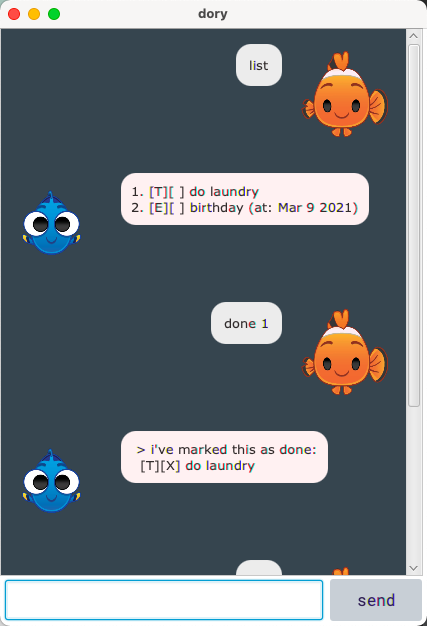 dory
list
1. [T][ ] do laundry
2. [E][ ] birthday (at: Mar 9 2021)
done 1
> i've marked this as done:
[T][X] do laundry
send